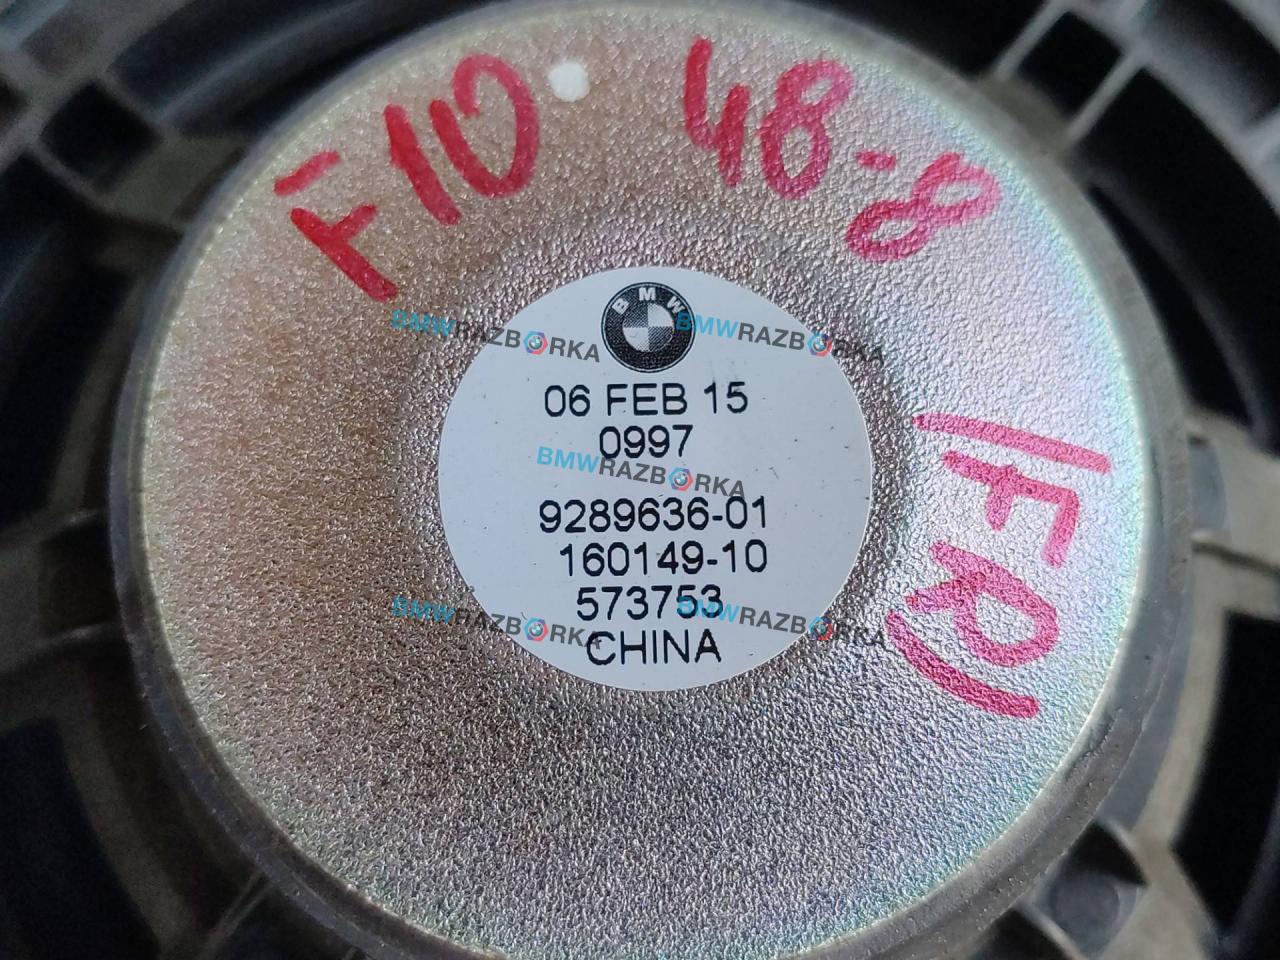 F10 48-8
(FR)
BMW
06 FEB 15
0997
9289636-01
160149-10
573753
CHINA
BMWRAZBORKA
BMWRAZBORKA
BMWRAZBORKA
BMWRAZBORKA
BMWRAZBORKA